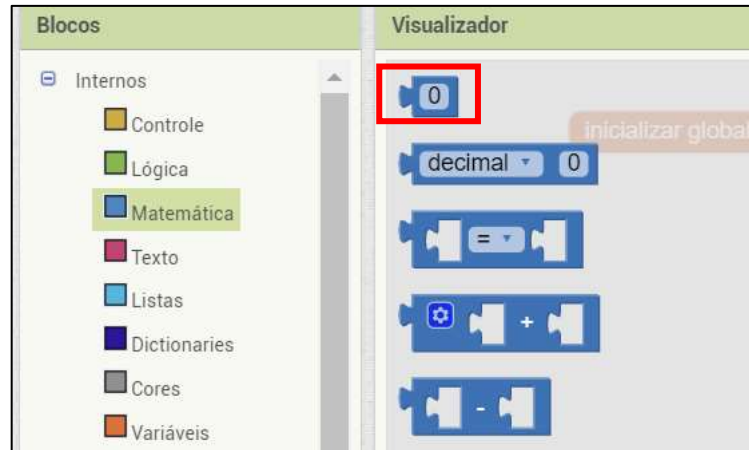 Blocos
Internos
Controle
Lógica
Matemática
Texto
Listas
Dictionaries
Cores
Variáveis
Visualizador
0
inicializar global
decimal 0
=
+
-